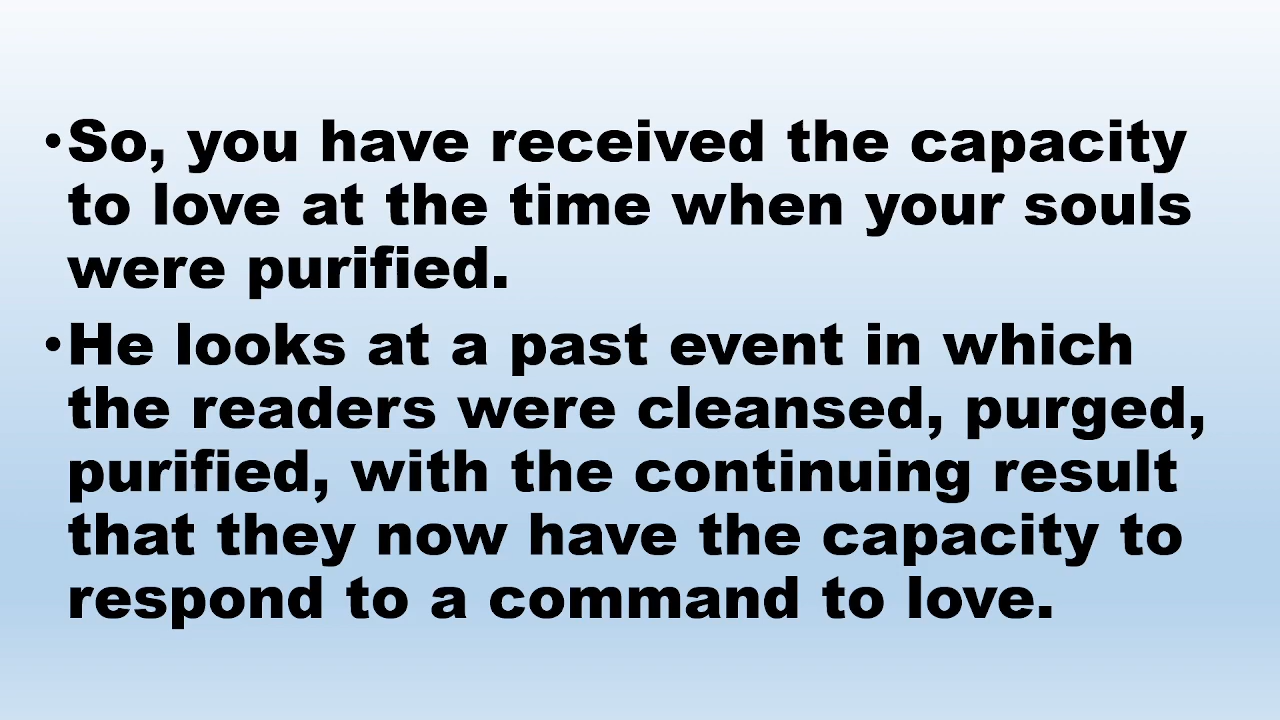 •So, you have received the capacity
to love at the time when your souls
were purified.
•He looks at a past event in which
the readers were cleansed, purged,
purified, with the continuing result
that they now have the capacity to
respond to a command to love.